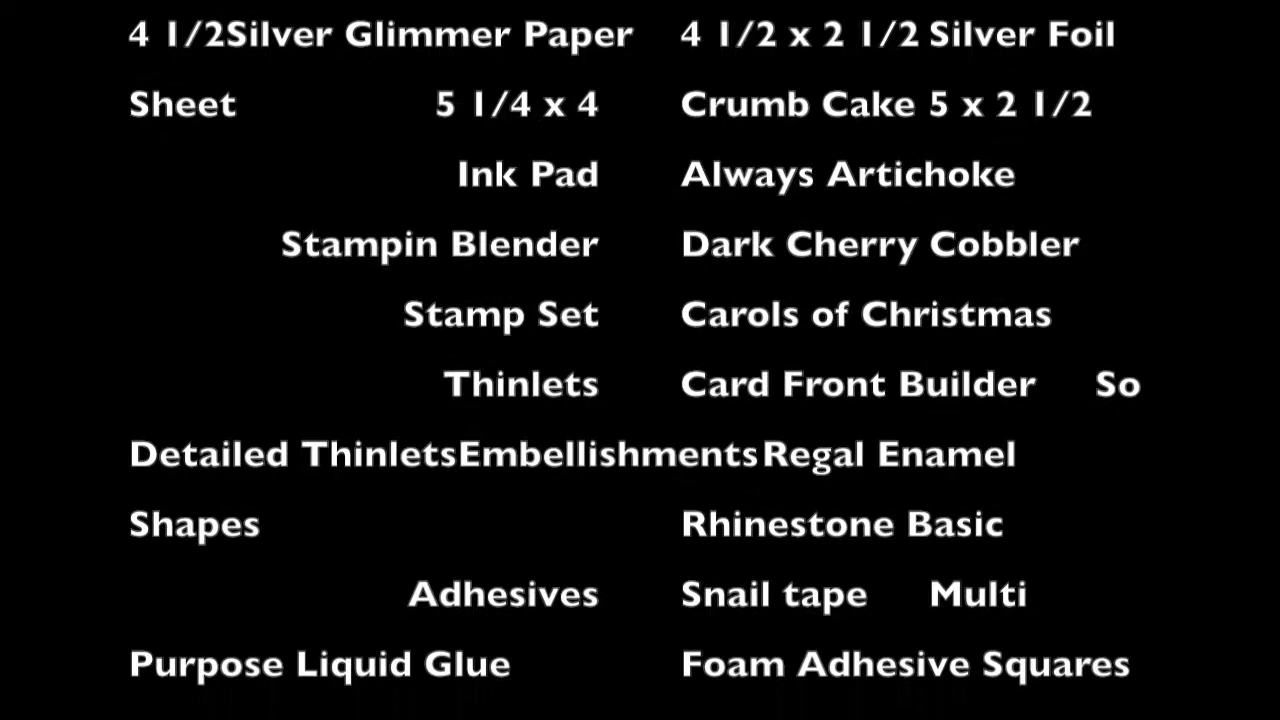 4 1/2Silver Glimmer Paper 4 1/2 x 2 1/2 Silver Foil
Sheet 5 1/4 x 4 Crumb Cake 5 x 2 1/2
Ink Pad Always Artichoke
Stampin Blender Dark Cherry Cobbler
Stamp Set Carols of Christmas
Thinlets Card Front Builder So
Detailed ThinletsEmbellishments Regal Enamel
Shapes Rhinestone Basic
Adhesives Snail tape Multi
Purpose Liquid Glue Foam Adhesive Squares